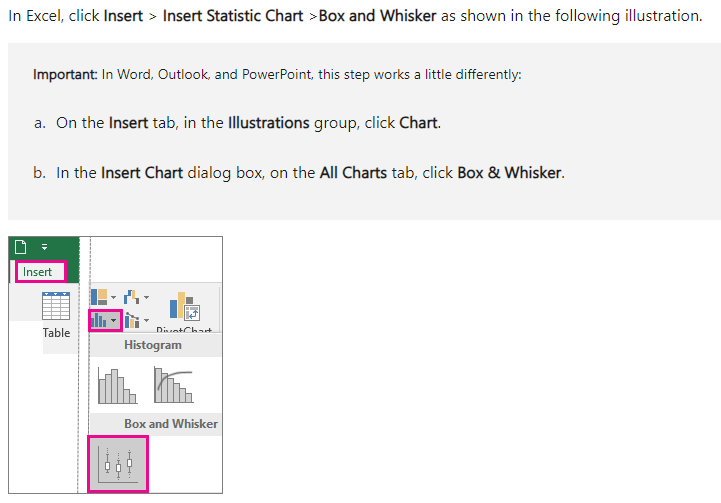 In Excel, click Insert > Insert Statistic Chart >Box and Whisker as shown in the following illustration.
Important: In Word, Outlook, and PowerPoint, this step works a little differently:
a. On the Insert tab, in the Illustrations group, click Chart.
b. In the Insert Chart dialog box, on the All Charts tab, click Box & Whisker.
Insert
Table
PivotChart
Histogram
Box and Whisker